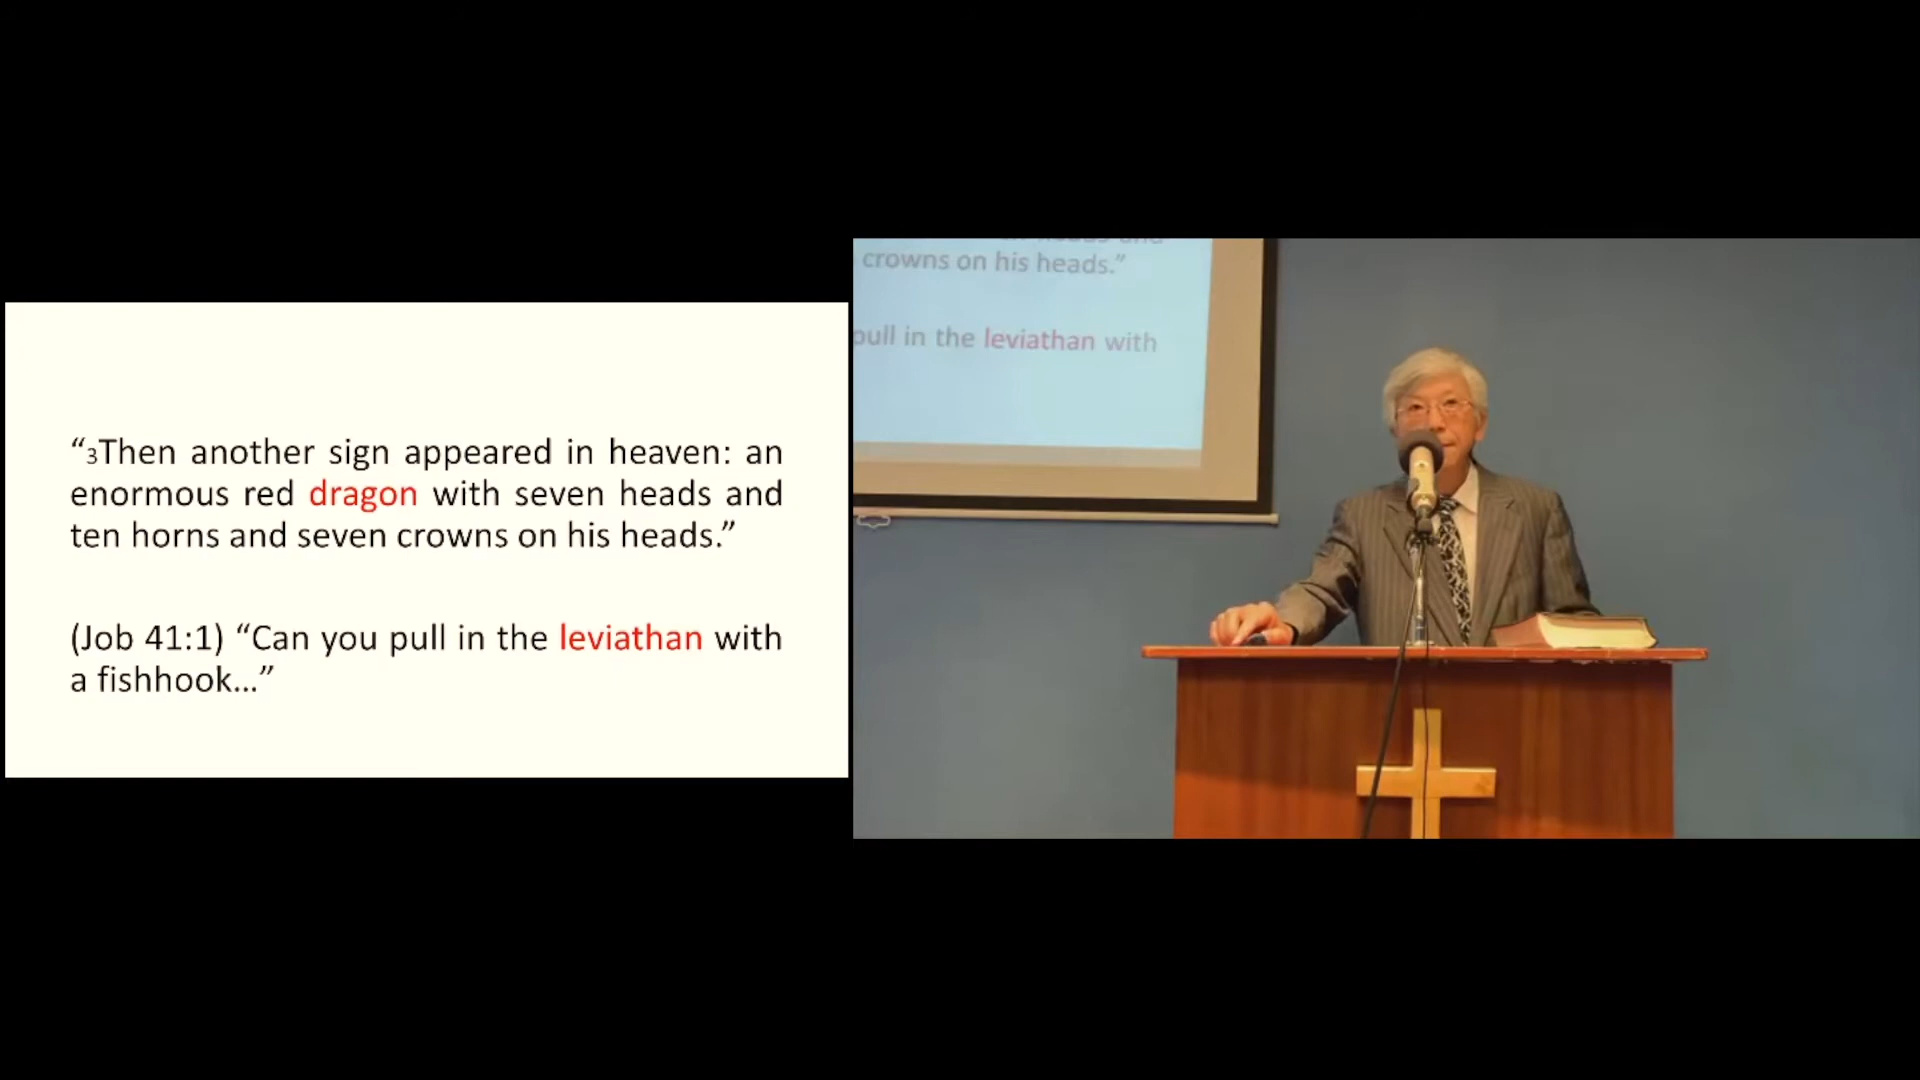 “3Then another sign appeared in heaven: an
enormous red dragon with seven heads and
ten horns and seven crowns on his heads.”
(Job 41:1) “Can you pull in the leviathan with
a fishhook...”
crowns on his heads.”
pull in the leviathan with